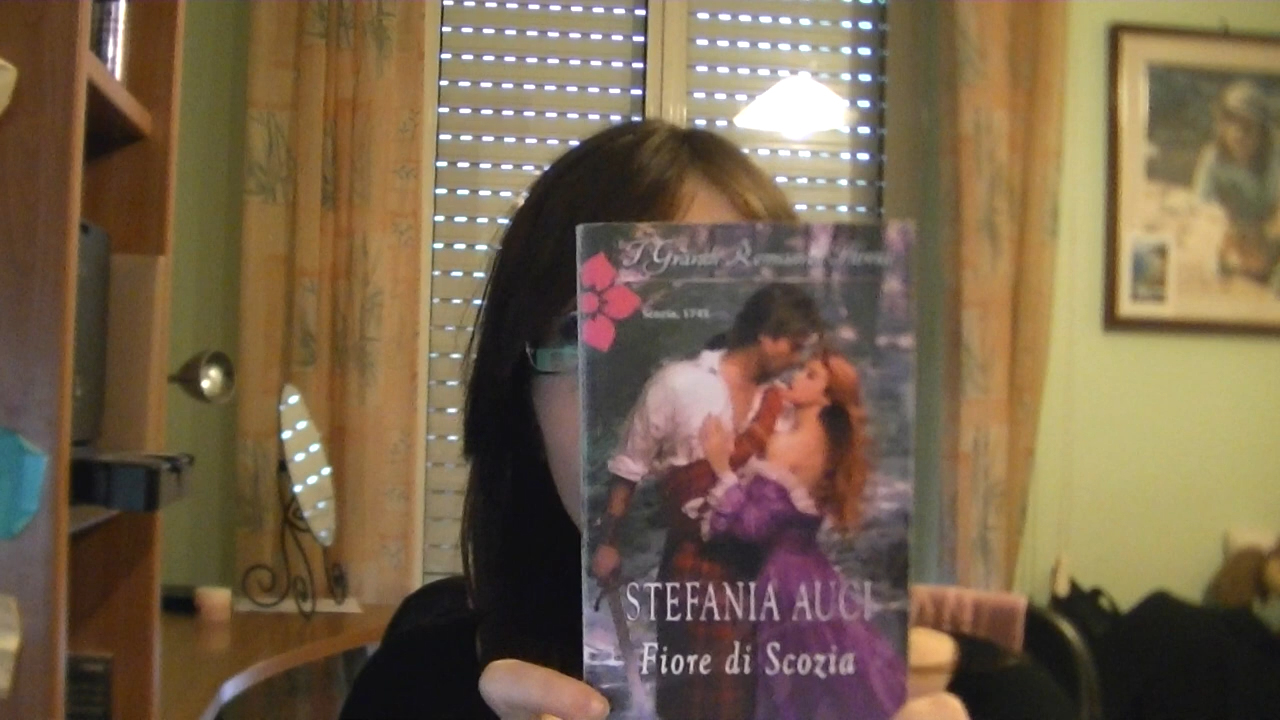 I Grandi Romanzi Storici
Scozia, 1745
STEFANIA AUCI
Fiore di Scozia